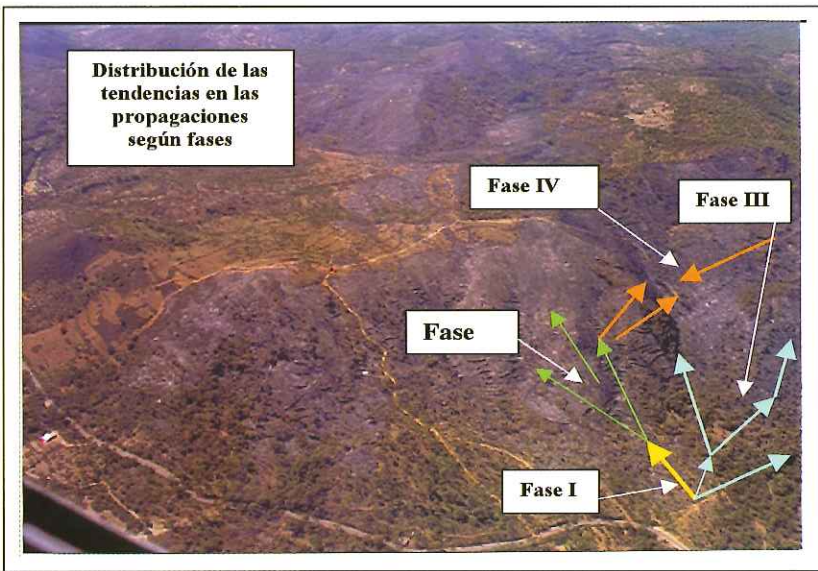 Distribución de las
tendencias en las
propagaciones
según fases
Fase IV
Fase III
Fase
Fase I